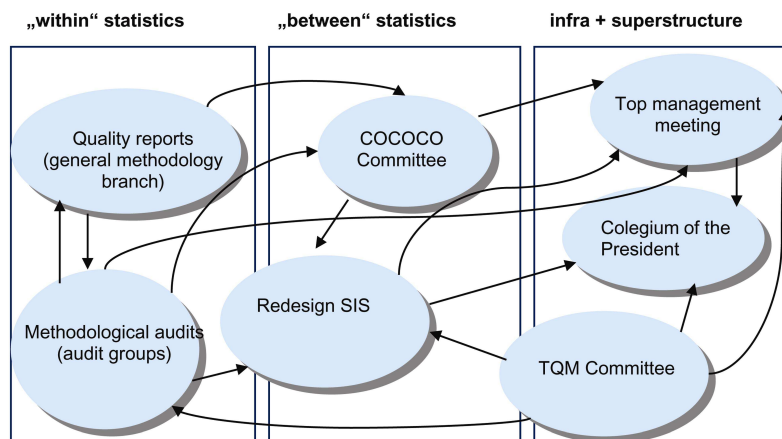 „within“ statistics
„between“ statistics
infra + superstructure
Quality reports
(general methodology
branch)
COCOCO
Committee
Top management
meeting
Colegium of the
President
Methodological audits
(audit groups)
Redesign SIS
TQM Committee